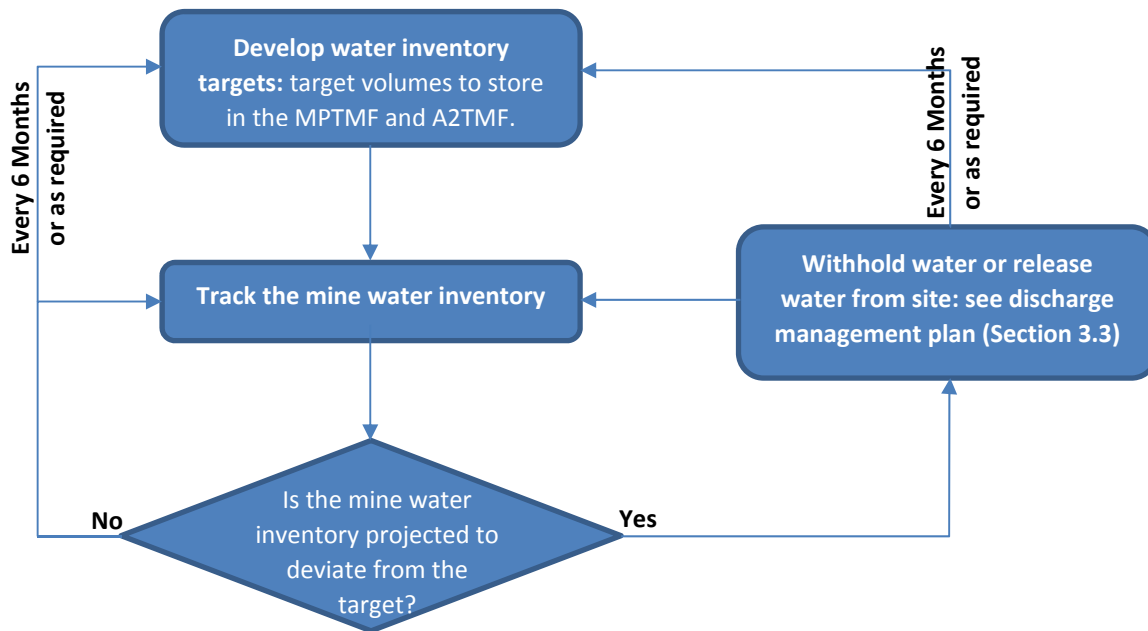 Develop water inventory
targets: target volumes to store
in the MPTMF and A2TMF.
Every 6 Months
or as required
Every 6 Months
or as required
Track the mine water inventory
Withhold water or release
water from site: see discharge
management plan (Section 3.3)
Is the mine water
inventory projected to
deviate from the
target?
No
Yes